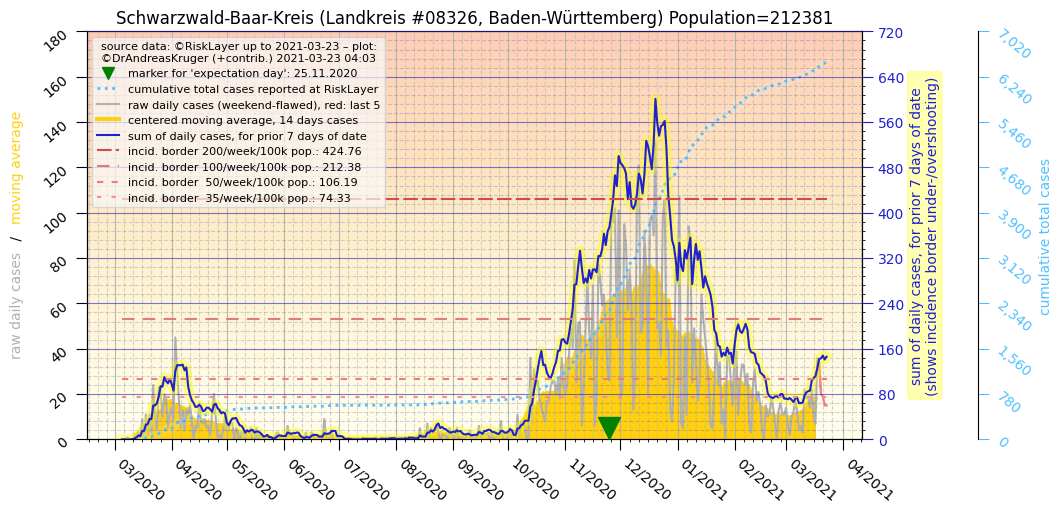 Schwarzwald-Baar-Kreis (Landkreis #08326, Baden-Württemberg) Population=212381
source data: ©RiskLayer up to 2021-03-23 – plot:
©DrAndreasKruger (+contrib.) 2021-03-23 04:03
marker for 'expectation day': 25.11.2020
cumulative total cases reported at RiskLayer
raw daily cases (weekend-flawed), red: last 5
centered moving average, 14 days cases
sum of daily cases, for prior 7 days of date
incid. border 200/week/100k pop.: 424.76
incid. border 100/week/100k pop.: 212.38
incid. border  50/week/100k pop.: 106.19
incid. border  35/week/100k pop.: 74.33
raw daily cases / moving average
180
160
140
120
100
80
60
40
20
0
03/2020
04/2020
05/2020
06/2020
07/2020
08/2020
09/2020
10/2020
11/2020
12/2020
01/2021
02/2021
03/2021
04/2021
720
640
560
480
400
320
240
160
80
0
sum of daily cases, for prior 7 days of date
(shows incidence border under-/overshooting)
7,020
6,240
5,460
4,680
3,900
3,120
2,340
1,560
780
0
cumulative total cases